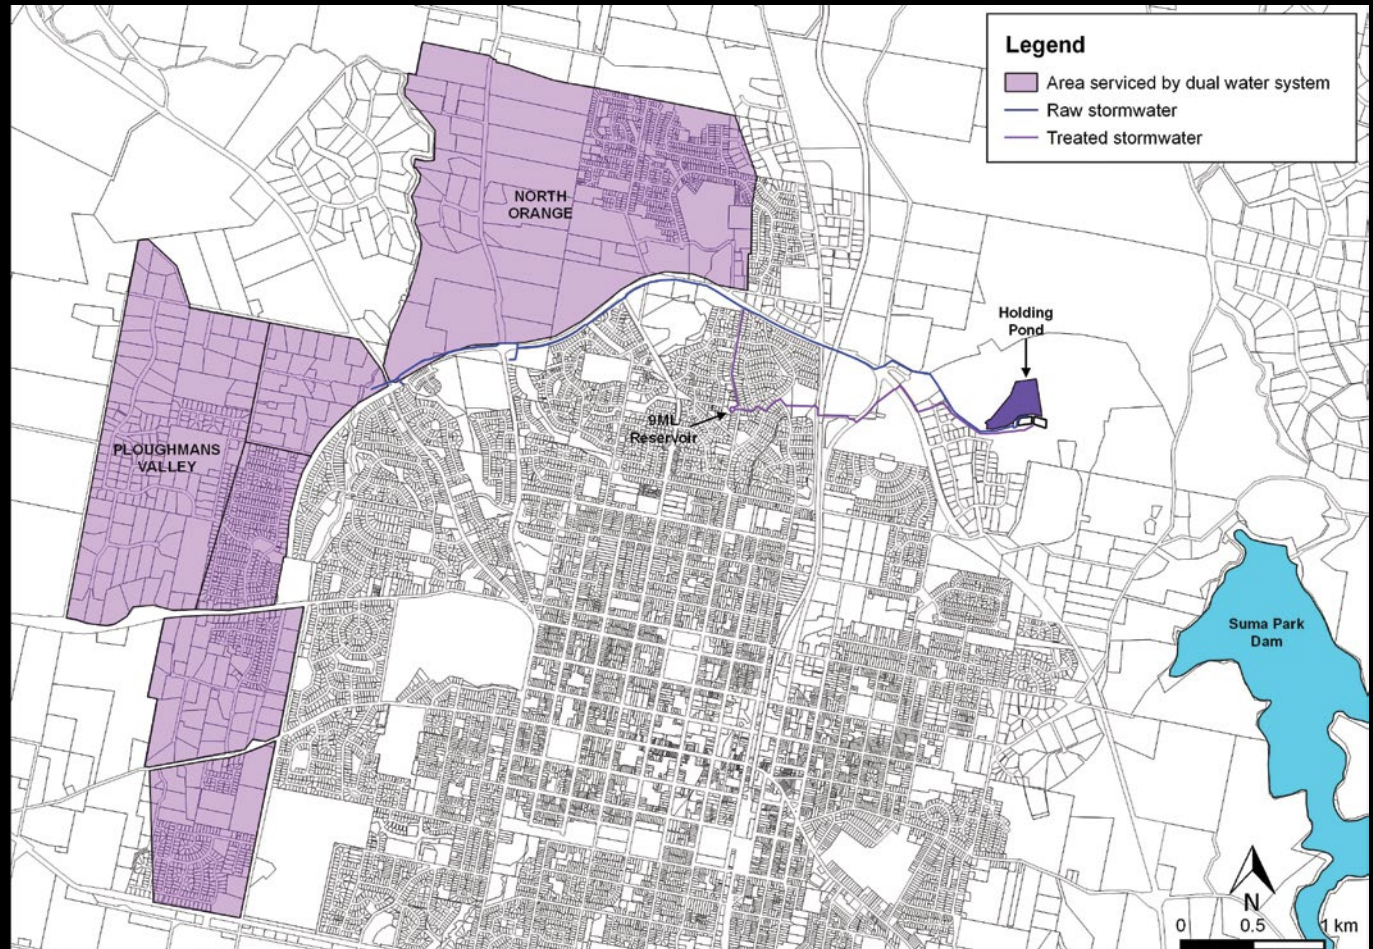 Legend
Area serviced by dual water system
Raw stormwater
Treated stormwater
NORTH
ORANGE
Holding
Pond
9ML
Reservoir
PLOUGHMANS
VALLEY
Suma Park
Dam
N
0 0.5 1 km